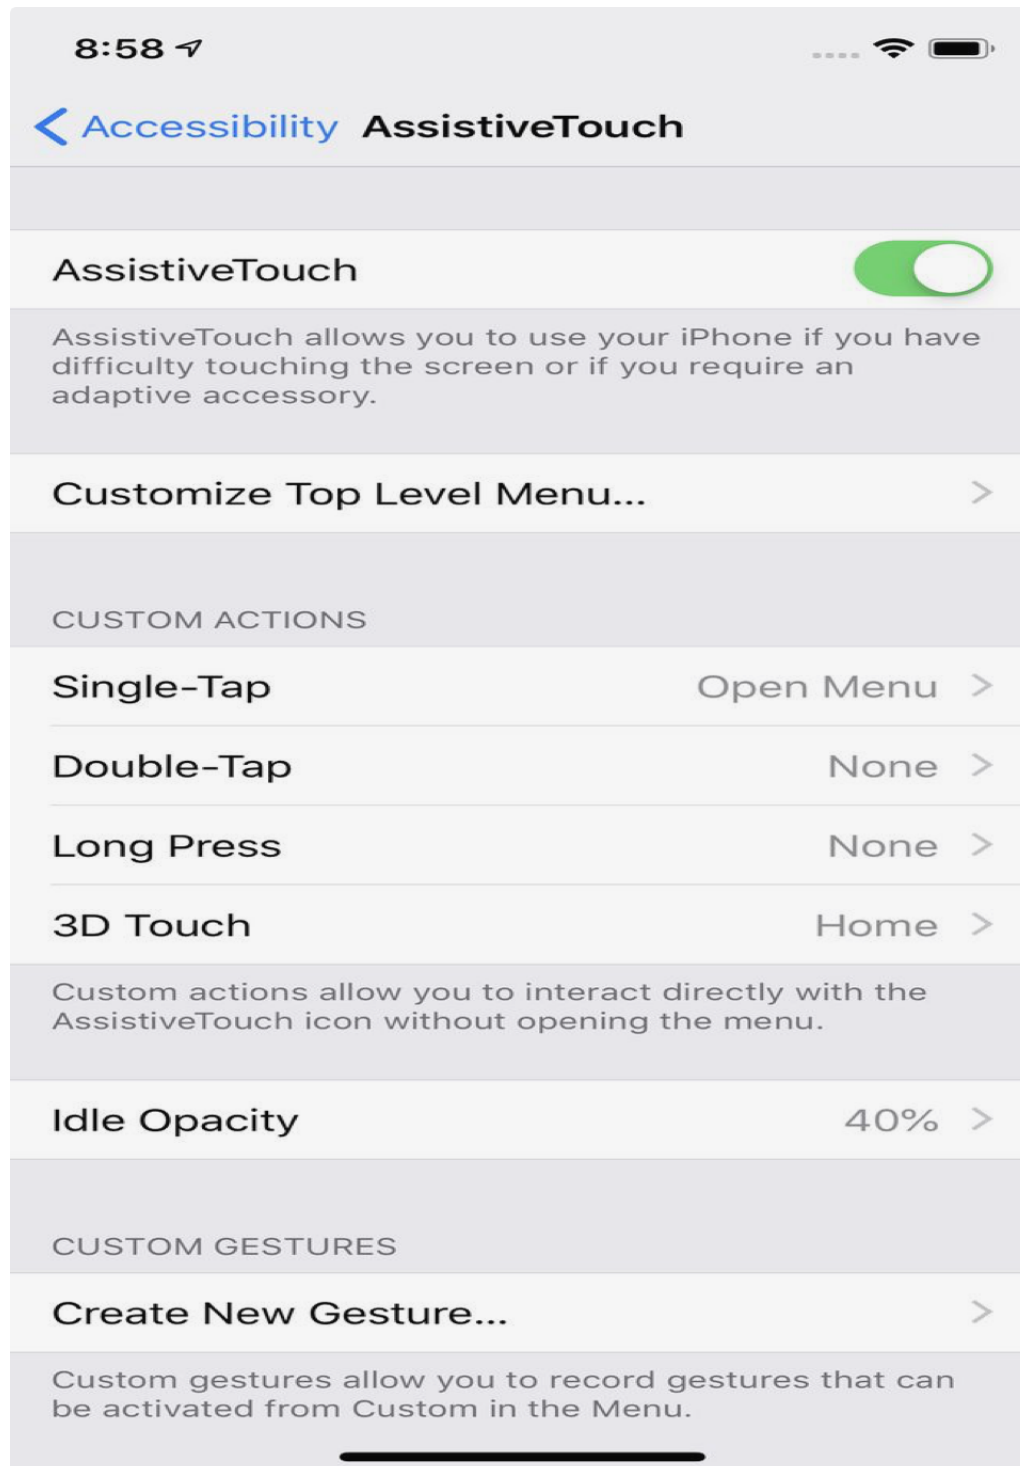 8:58
Accessibility AssistiveTouch
AssistiveTouch
AssistiveTouch allows you to use your iPhone if you have
difficulty touching the screen or if you require an
adaptive accessory.
Customize Top Level Menu...
CUSTOM ACTIONS
Single-Tap Open Menu
Double-Tap None
Long Press None
3D Touch Home
Custom actions allow you to interact directly with the
AssistiveTouch icon without opening the menu.
Idle Opacity 40%
CUSTOM GESTURES
Create New Gesture...
Custom gestures allow you to record gestures that can
be activated from Custom in the Menu.